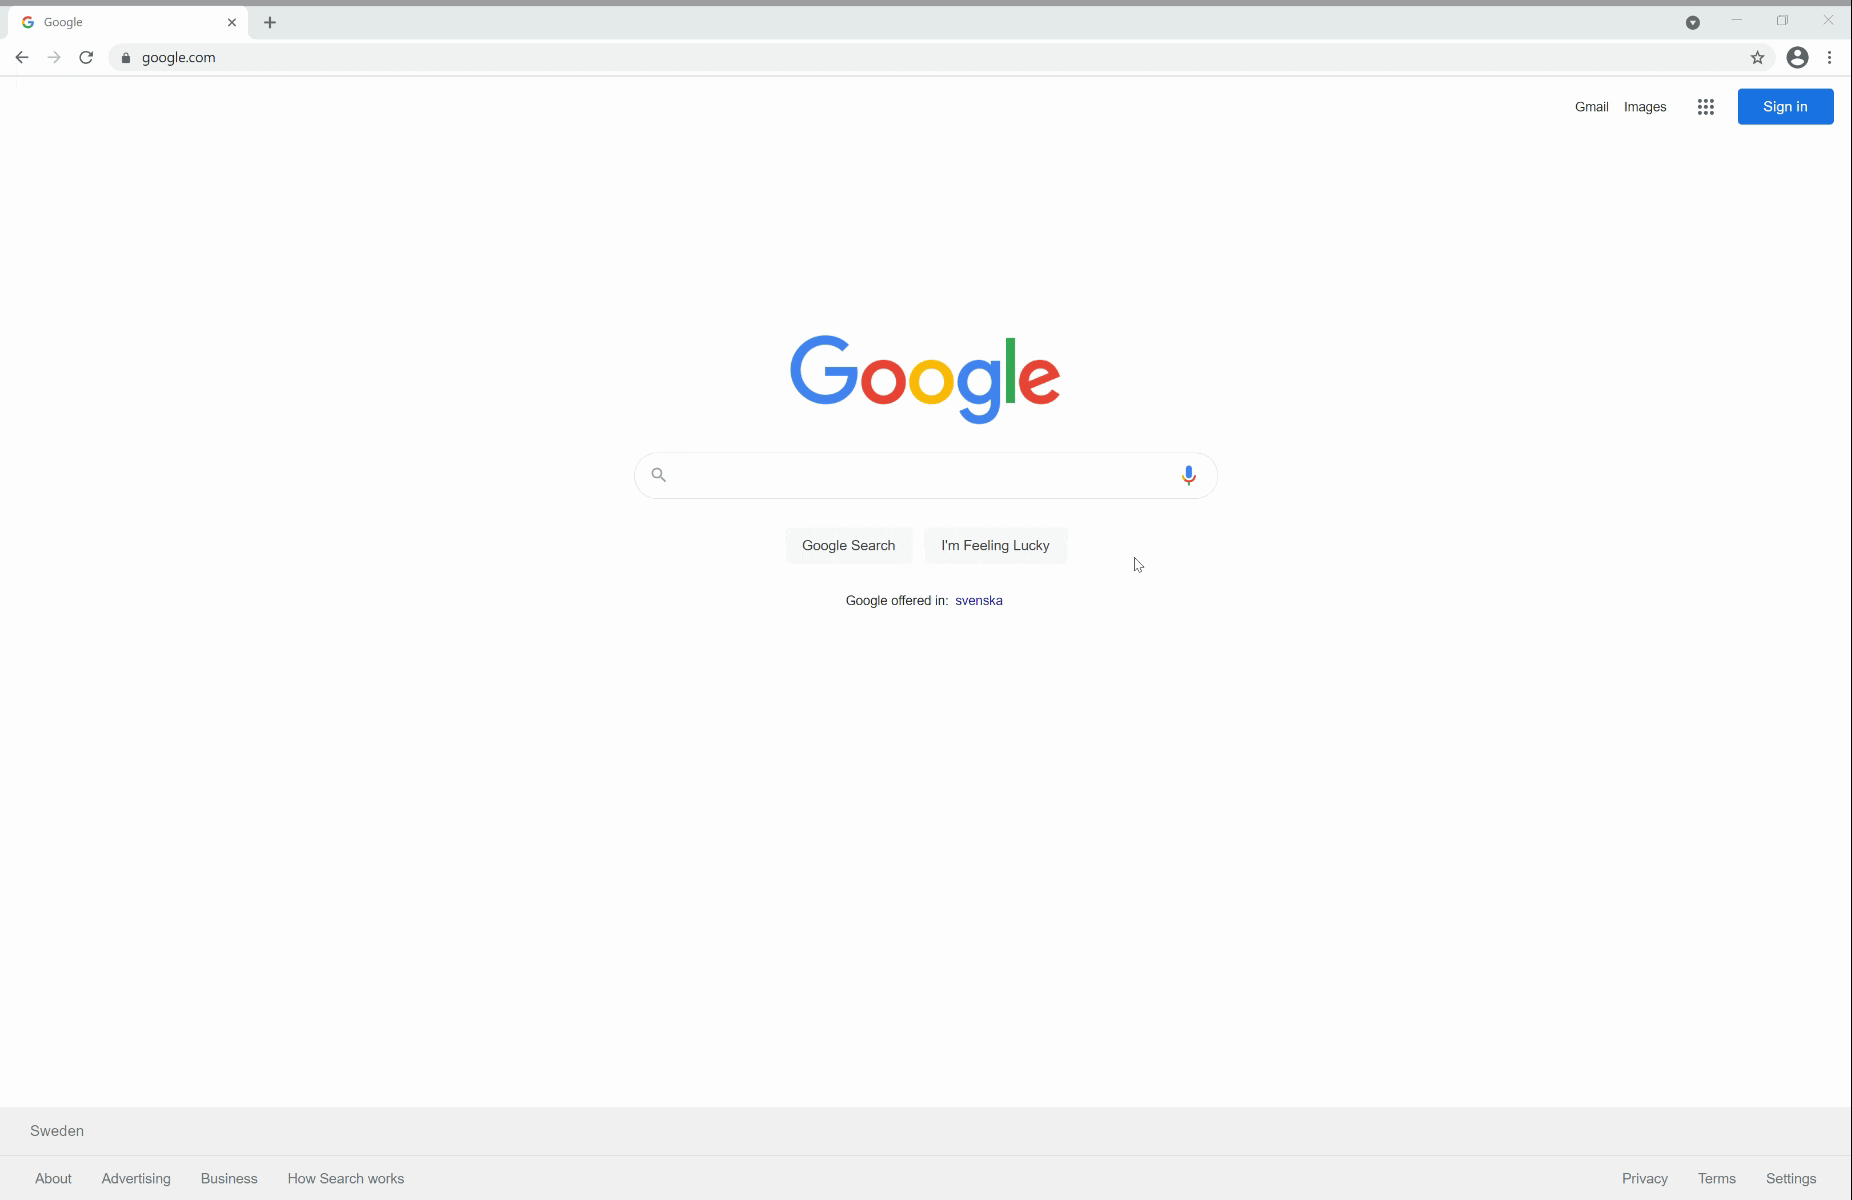 Google
google.com
Gmail Images Sign in
Google
Google Search I'm Feeling Lucky
Google offered in: svenska
Sweden
About Advertising Business How Search works Privacy Terms Settings